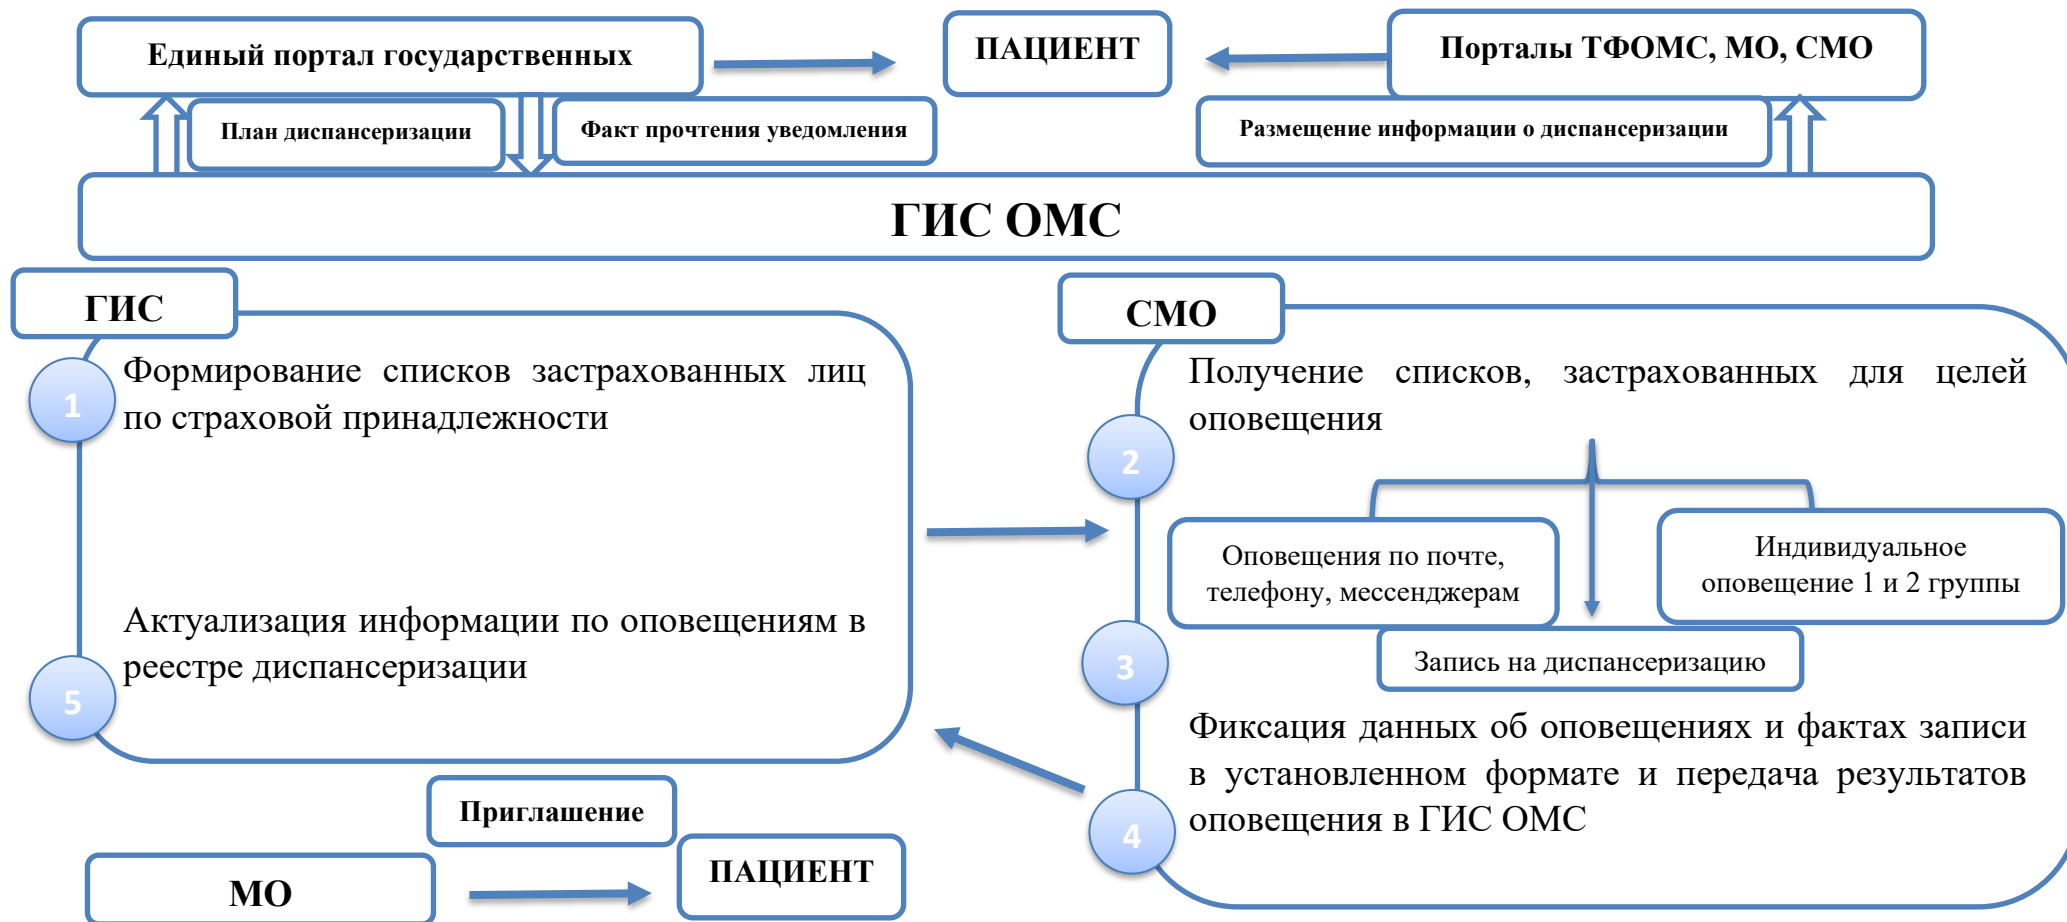 Единый портал государственных
ПАЦИЕНТ
Порталы ТФОМС, МО, СМО
План диспансеризации
Факт прочтения уведомления
Размещение информации о диспансеризации
ГИС ОМС
ГИС
1
Формирование списков застрахованных лиц
по страховой принадлежности
Актуализация информации по оповещениям в
реестре диспансеризации
5
СМО
Получение списков, застрахованных для целей
оповещения
2
Оповещения по почте,
телефону, мессенджерам
Индивидуальное
оповещение 1 и 2 группы
3
Запись на диспансеризацию
Фиксация данных об оповещениях и фактах записи
в установленном формате и передача результатов
оповещения в ГИС ОМС
4
Приглашение
МО
ПАЦИЕНТ